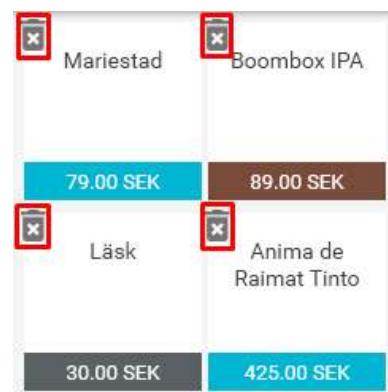 Mariestad
Boombox IPA
79.00 SEK
89.00 SEK
Läsk
Anima de
Raimat Tinto
30.00 SEK
425.00 SEK